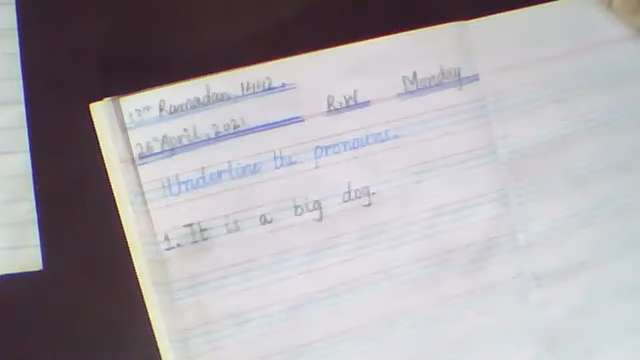 13th Ramadan, 1442.
26th April, 2021 R.W Monday
Underline the pronouns.
1. It is a big dog.